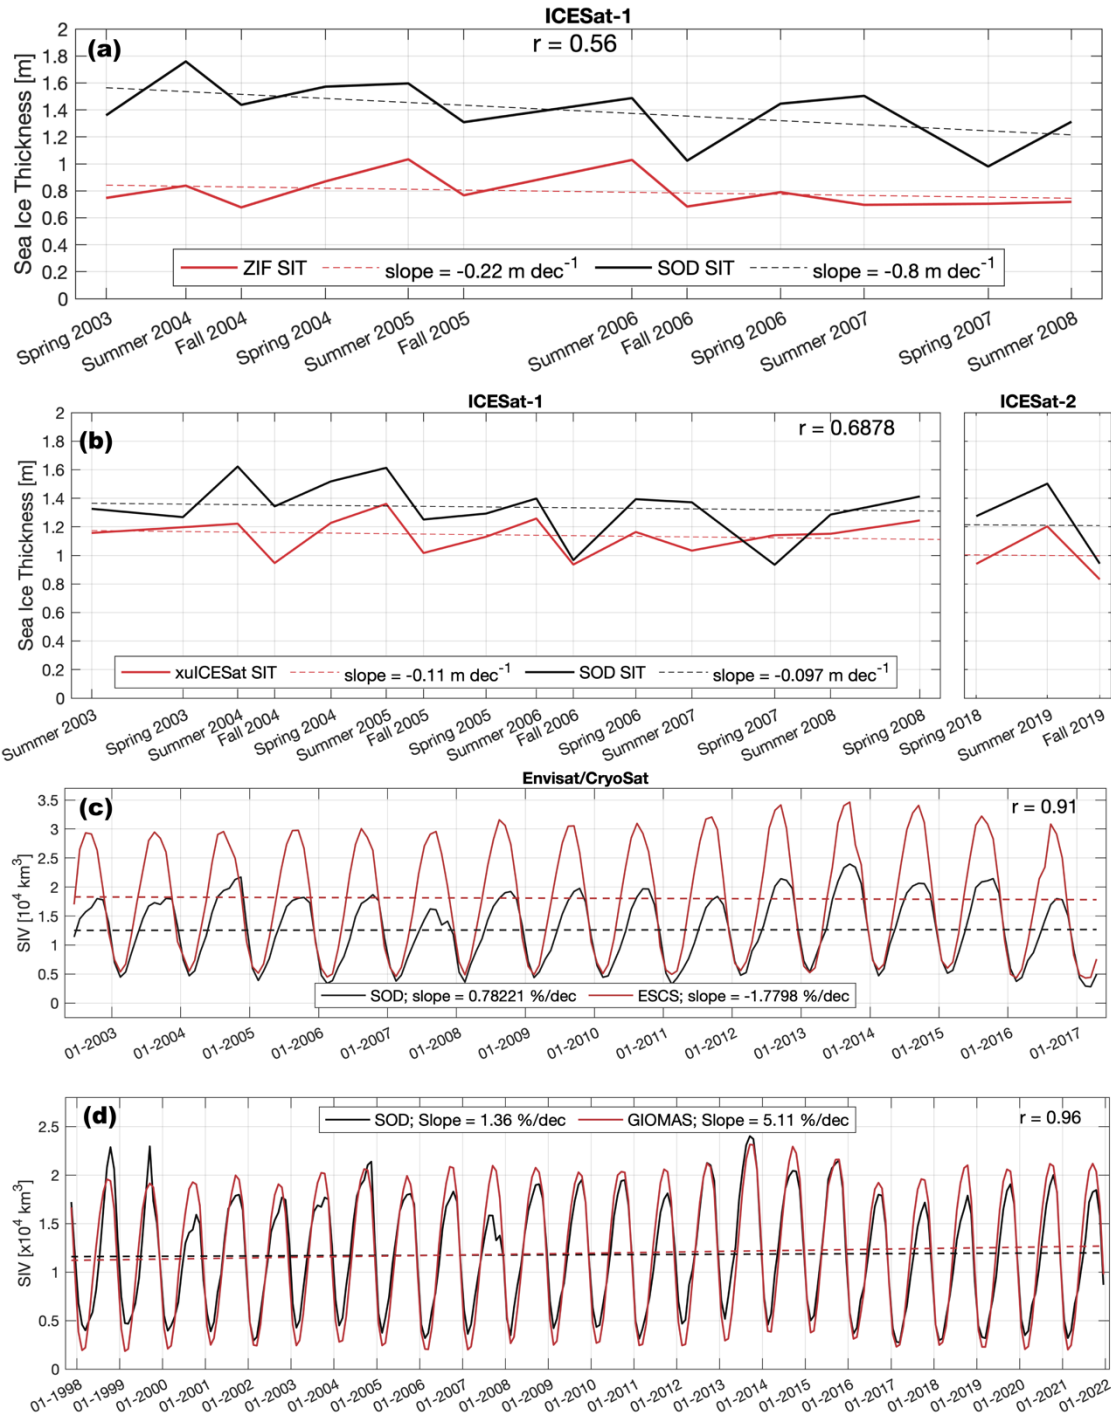 ICESat-1
(a)
r = 0.56
Sea Ice Thickness [m]
2
1.8
1.6
1.4
1.2
1
0.8
0.6
0.4
0.2
0
ZIF SIT slope = -0.22 m dec-1 SOD SIT slope = -0.8 m dec-1
Spring 2003 Summer 2004 Fall 2004 Spring 2004 Summer 2005 Fall 2005 Summer 2006 Fall 2006 Spring 2006 Summer 2007 Spring 2007 Summer 2008
ICESat-1 ICESat-2
(b)
r = 0.6878
Sea Ice Thickness [m]
2
1.8
1.6
1.4
1.2
1
0.8
0.6
0.4
0.2
0
xuICESat SIT slope = -0.11 m dec-1 SOD SIT slope = -0.097 m dec-1
Summer 2003 Spring 2003 Summer 2004 Fall 2004 Spring 2004 Summer 2005 Fall 2005 Spring 2005 Summer 2006 Fall 2006 Spring 2006 Summer 2007 Spring 2007 Summer 2008 Spring 2008 Spring 2018 Summer 2019 Fall 2019
Envisat/CryoSat
(c)
r = 0.91
SIV [10^4 km^3]
3.5
3
2.5
2
1.5
1
0.5
0
SOD; slope = 0.78221 %/dec ESCS; slope = -1.7798 %/dec
01-2003 01-2004 01-2005 01-2006 01-2007 01-2008 01-2009 01-2010 01-2011 01-2012 01-2013 01-2014 01-2015 01-2016 01-2017
(d)
SOD; Slope = 1.36 %/dec GIOMAS; Slope = 5.11 %/dec
r = 0.96
SIV [x10^4 km^3]
2.5
2
1.5
1
0.5
0
01-1998 01-1999 01-2000 01-2001 01-2002 01-2003 01-2004 01-2005 01-2006 01-2007 01-2008 01-2009 01-2010 01-2011 01-2012 01-2013 01-2014 01-2015 01-2016 01-2017 01-2018 01-2019 01-2020 01-2021 01-2022